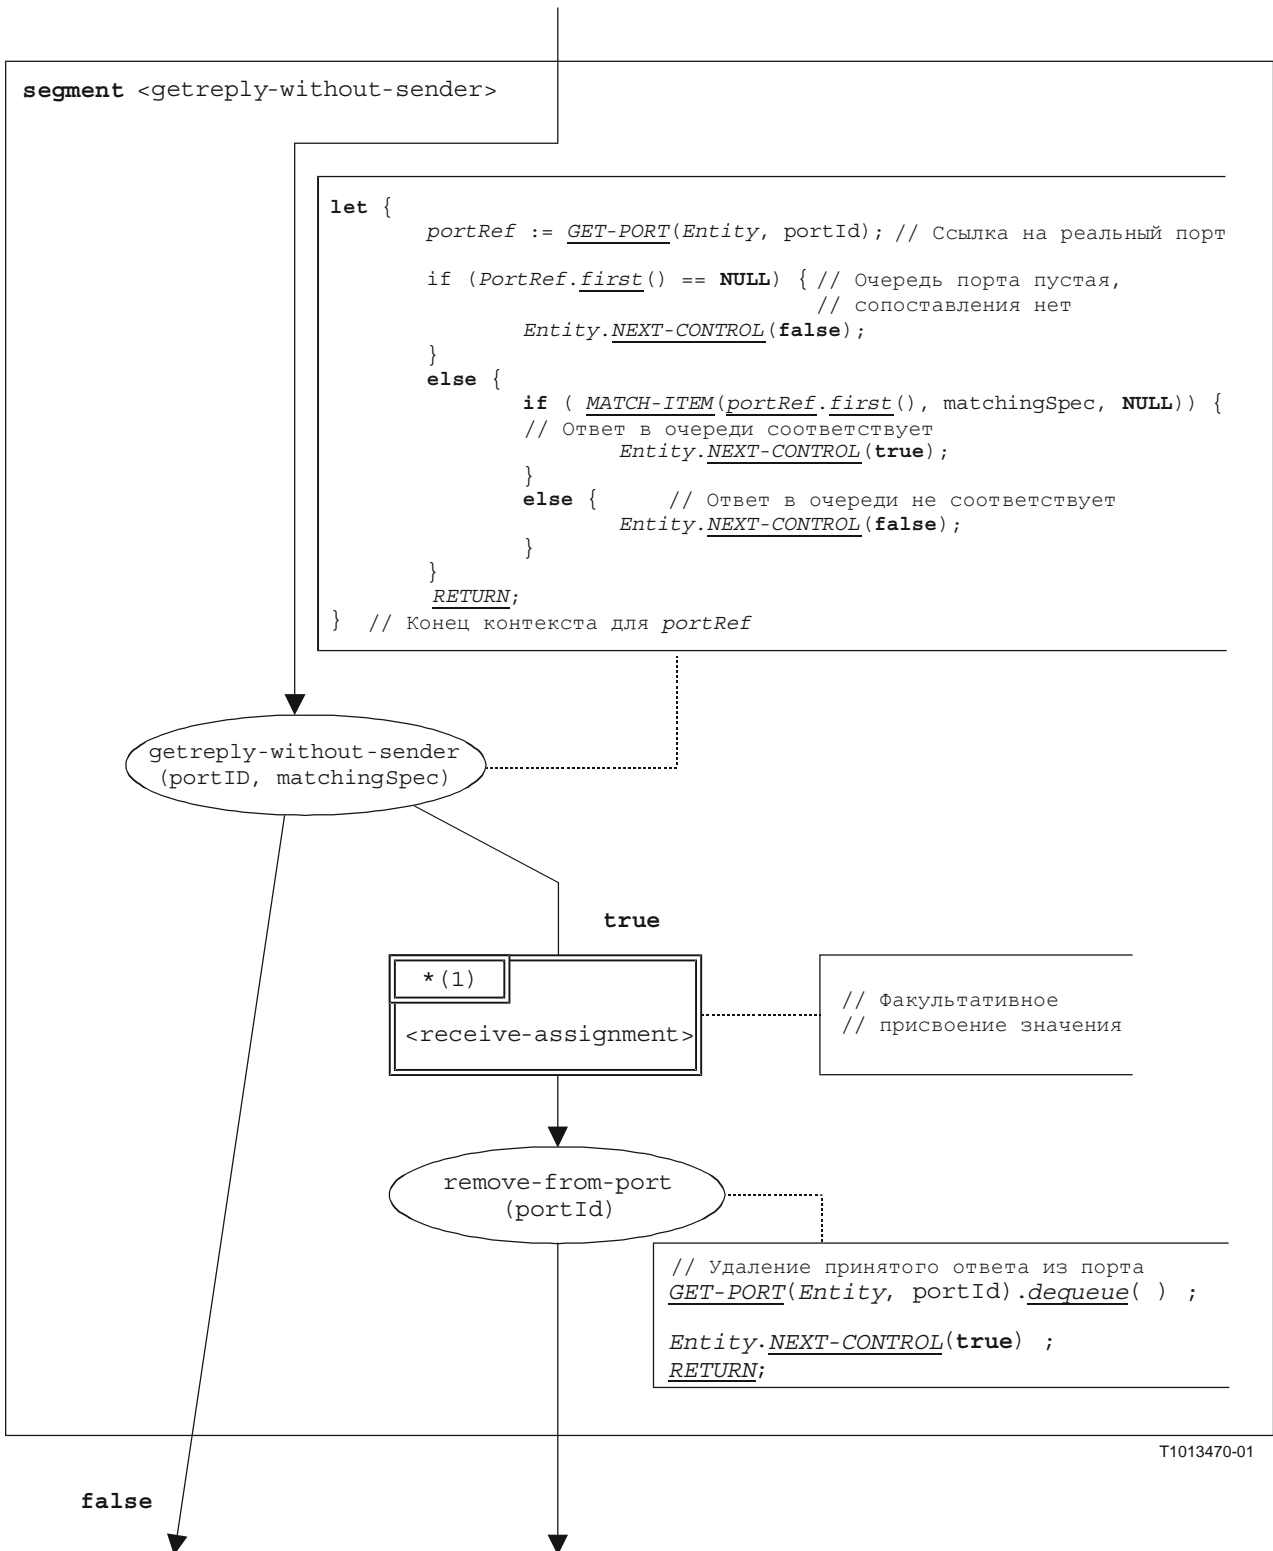 segment <getreply-without-sender>
let {
portRef := GET-PORT(Entity, portId); // Ссылка на реальный порт
if (PortRef.first() == NULL) { // Очередь порта пустая,
// сопоставления нет
Entity.NEXT-CONTROL(false);
}
else {
if ( MATCH-ITEM(portRef.first(), matchingSpec, NULL)) {
// Ответ в очереди соответствует
Entity.NEXT-CONTROL(true);
}
else { // Ответ в очереди не соответствует
Entity.NEXT-CONTROL(false);
}
}
RETURN;
} // Конец контекста для portRef
getreply-without-sender
(portID, matchingSpec)
true
*(1)
<receive-assignment>
// Факультативное
// присвоение значения
remove-from-port
(portId)
// Удаление принятого ответа из порта
GET-PORT(Entity, portId).dequeue( ) ;
Entity.NEXT-CONTROL(true) ;
RETURN;
T1013470-01
false